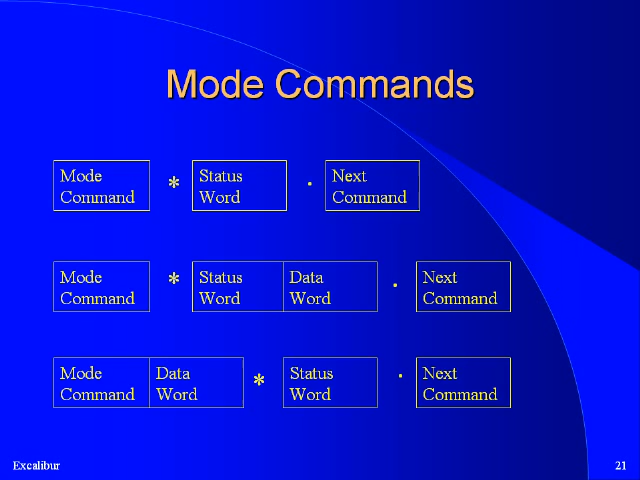 Mode Commands
Mode Status Next
Command * Word . Command
Mode Status Data Next
Command * Word Word . Command
Mode Data Status Next
Command Word * Word . Command
Excalibur 21